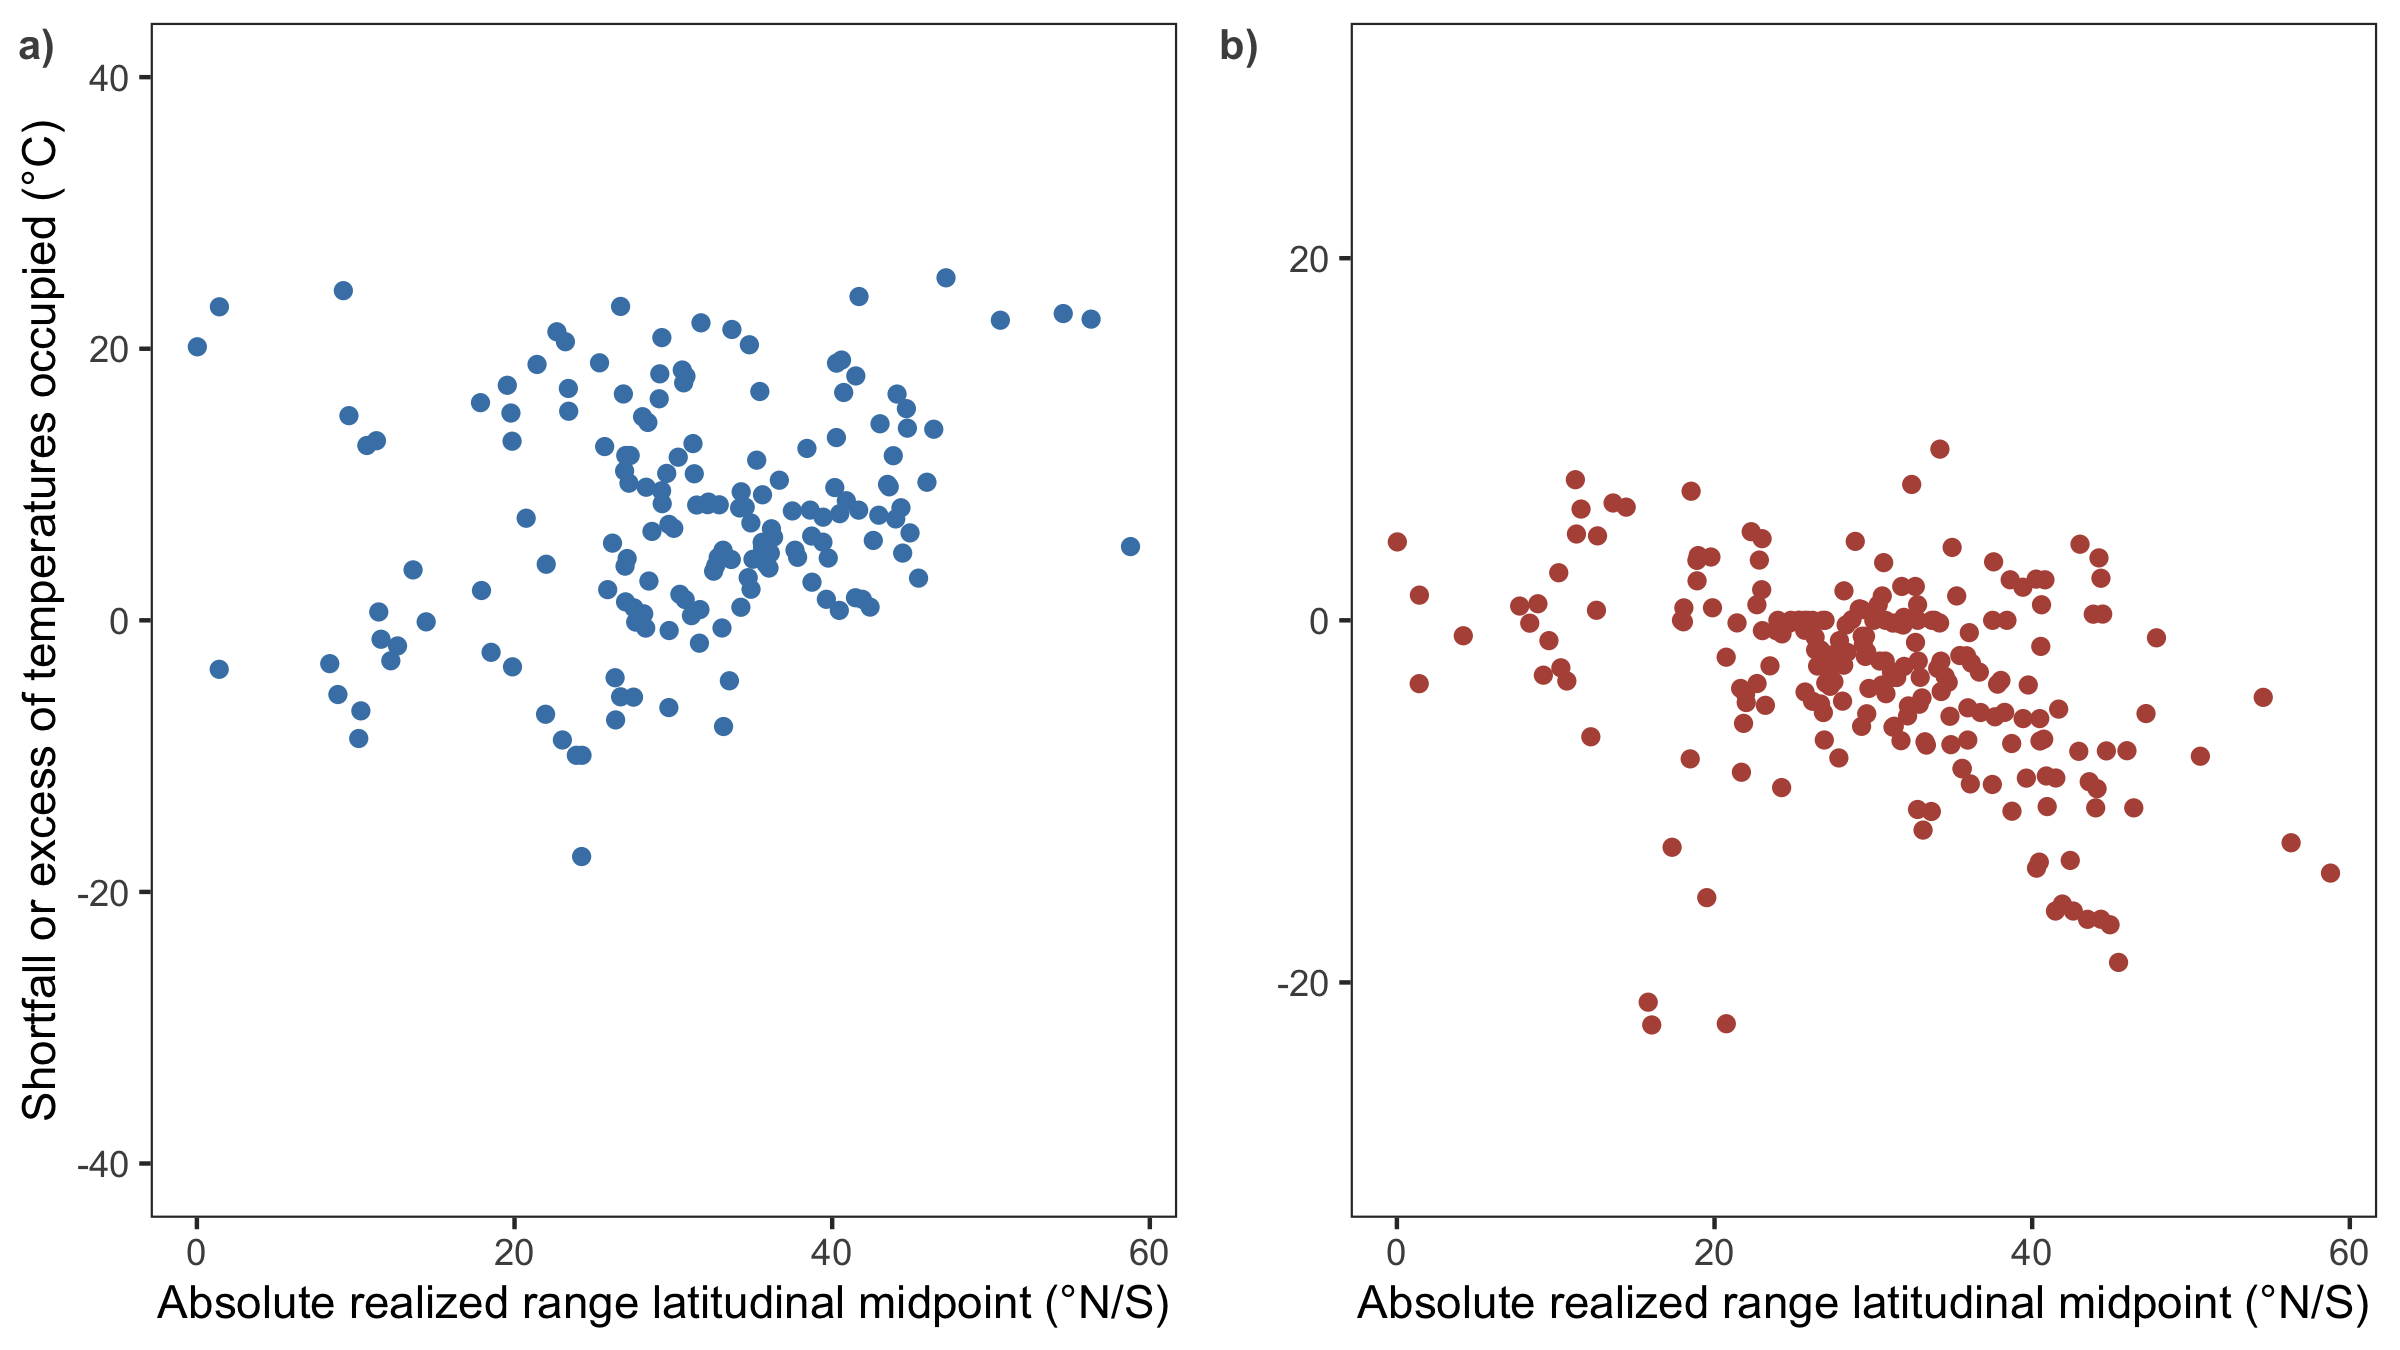 a)
Shortfall or excess of temperatures occupied (°C)
40
20
0
-20
-40
0 20 40 60
Absolute realized range latitudinal midpoint (°N/S)
b)
20
0
-20
0 20 40 60
Absolute realized range latitudinal midpoint (°N/S)